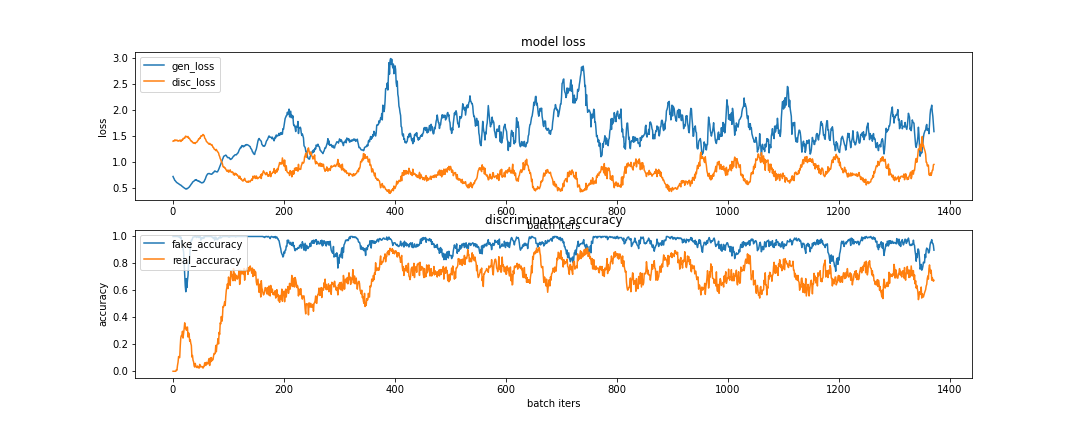 model loss
3.0
2.5
2.0
1.5
1.0
0.5
loss
gen_loss
disc_loss
0 200 400 600 800 1000 1200 1400
batch iters
discriminator accuracy
1.0
0.8
0.6
0.4
0.2
0.0
accuracy
fake_accuracy
real_accuracy
0 200 400 600 800 1000 1200 1400
batch iters